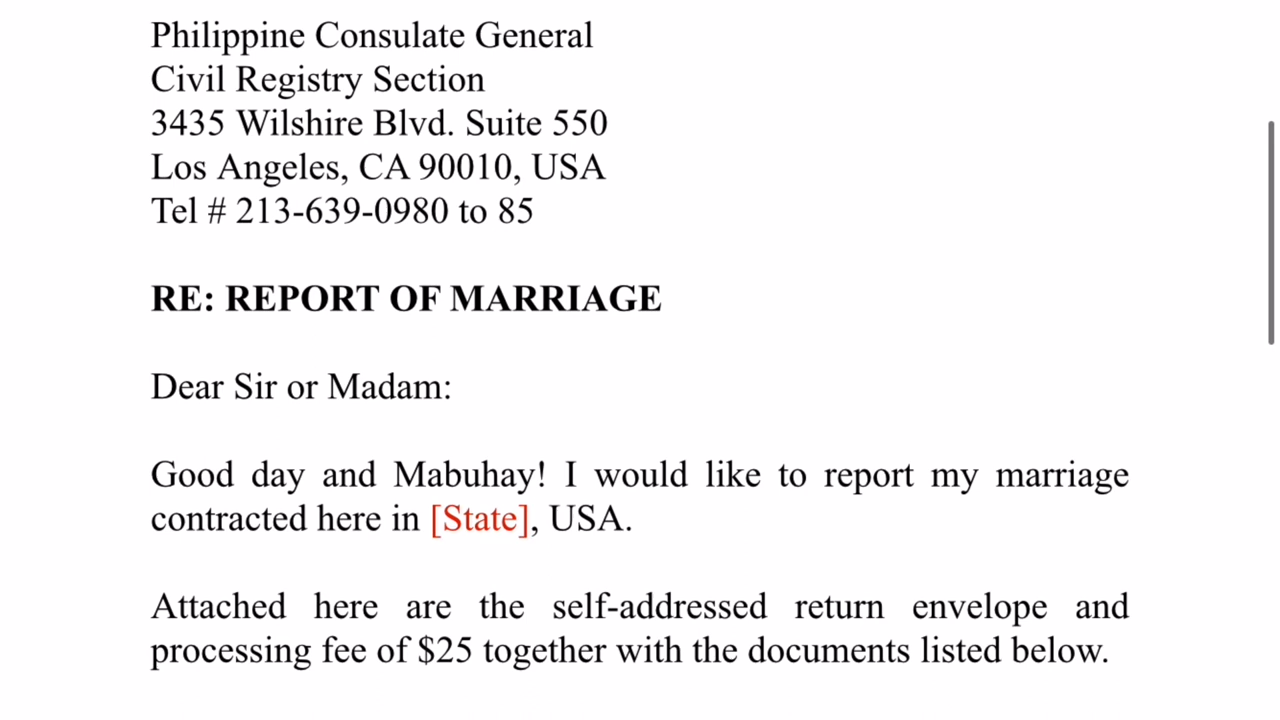 Philippine Consulate General
Civil Registry Section
3435 Wilshire Blvd. Suite 550
Los Angeles, CA 90010, USA
Tel # 213-639-0980 to 85
RE: REPORT OF MARRIAGE
Dear Sir or Madam:
Good day and Mabuhay! I would like to report my marriage
contracted here in [State], USA.
Attached here are the self-addressed return envelope and
processing fee of $25 together with the documents listed below.